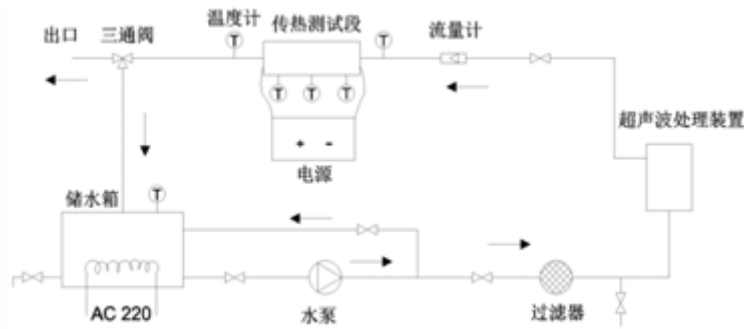 出口
三通阀
温度计
传热测试段
流量计
T
T
T T T
+ -
电源
超声波处理装置
储水箱
T
AC 220
水泵
过滤器